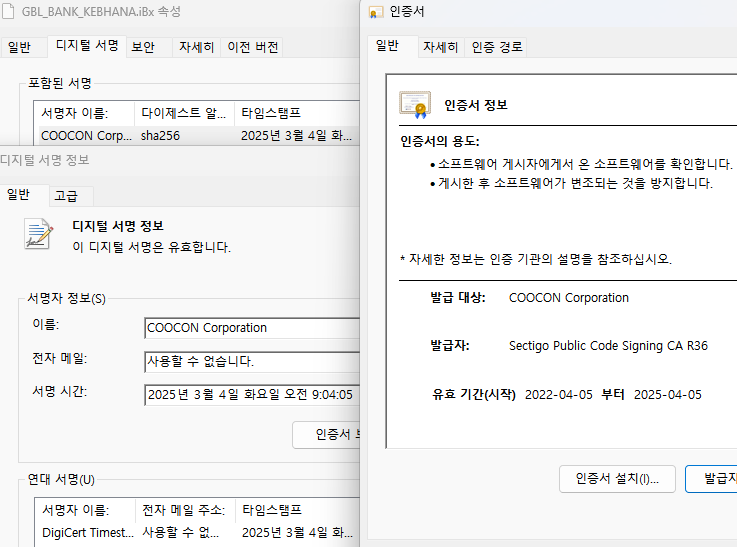 GBL_BANK_KEBHANA.iBx 속성
일반 디지털 서명 보안 자세히 이전 버전
포함된 서명
서명자 이름: 다이제스트 알... 타임스탬프
COOCON Corp... sha256 2025년 3월 4일 화...
디지털 서명 정보
일반 고급
디지털 서명 정보
이 디지털 서명은 유효합니다.
서명자 정보(S)
이름: COOCON Corporation
전자 메일: 사용할 수 없습니다.
서명 시간: 2025년 3월 4일 화요일 오전 9:04:05
인증서
연대 서명(U)
서명자 이름: 전자 메일 주소: 타임스탬프
DigiCert Timest... 사용할 수 없... 2025년 3월 4일 화...
인증서
일반 자세히 인증 경로
인증서 정보
인증서의 용도:
• 소프트웨어 게시자에게서 온 소프트웨어를 확인합니다.
• 게시한 후 소프트웨어가 변조되는 것을 방지합니다.
* 자세한 정보는 인증 기관의 설명을 참조하십시오.
발급 대상: COOCON Corporation
발급자: Sectigo Public Code Signing CA R36
유효 기간(시작) 2022-04-05 부터 2025-04-05
인증서 설치(I)... 발급자